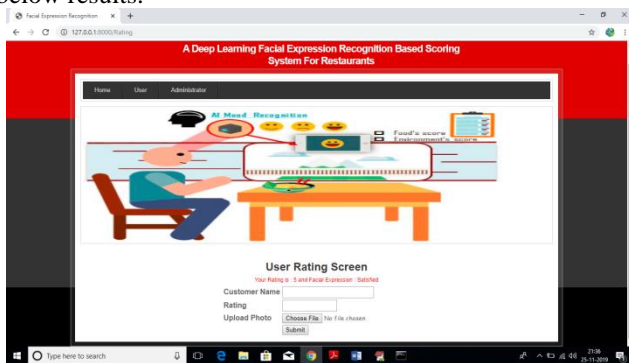 below results.
Facial Expression Recognition
127.0.0.1:8000/Rating
A Deep Learning Facial Expression Recognition Based Scoring
System For Restaurants
Home User Administrator
AI Mood Recognition
Food's score
Environment's score
User Rating Screen
Your Rating is : 5 and Facial Expression : Satisfied
Customer Name
Rating
Upload Photo Choose File No file chosen
Submit
Type here to search
21:36
25-11-2019